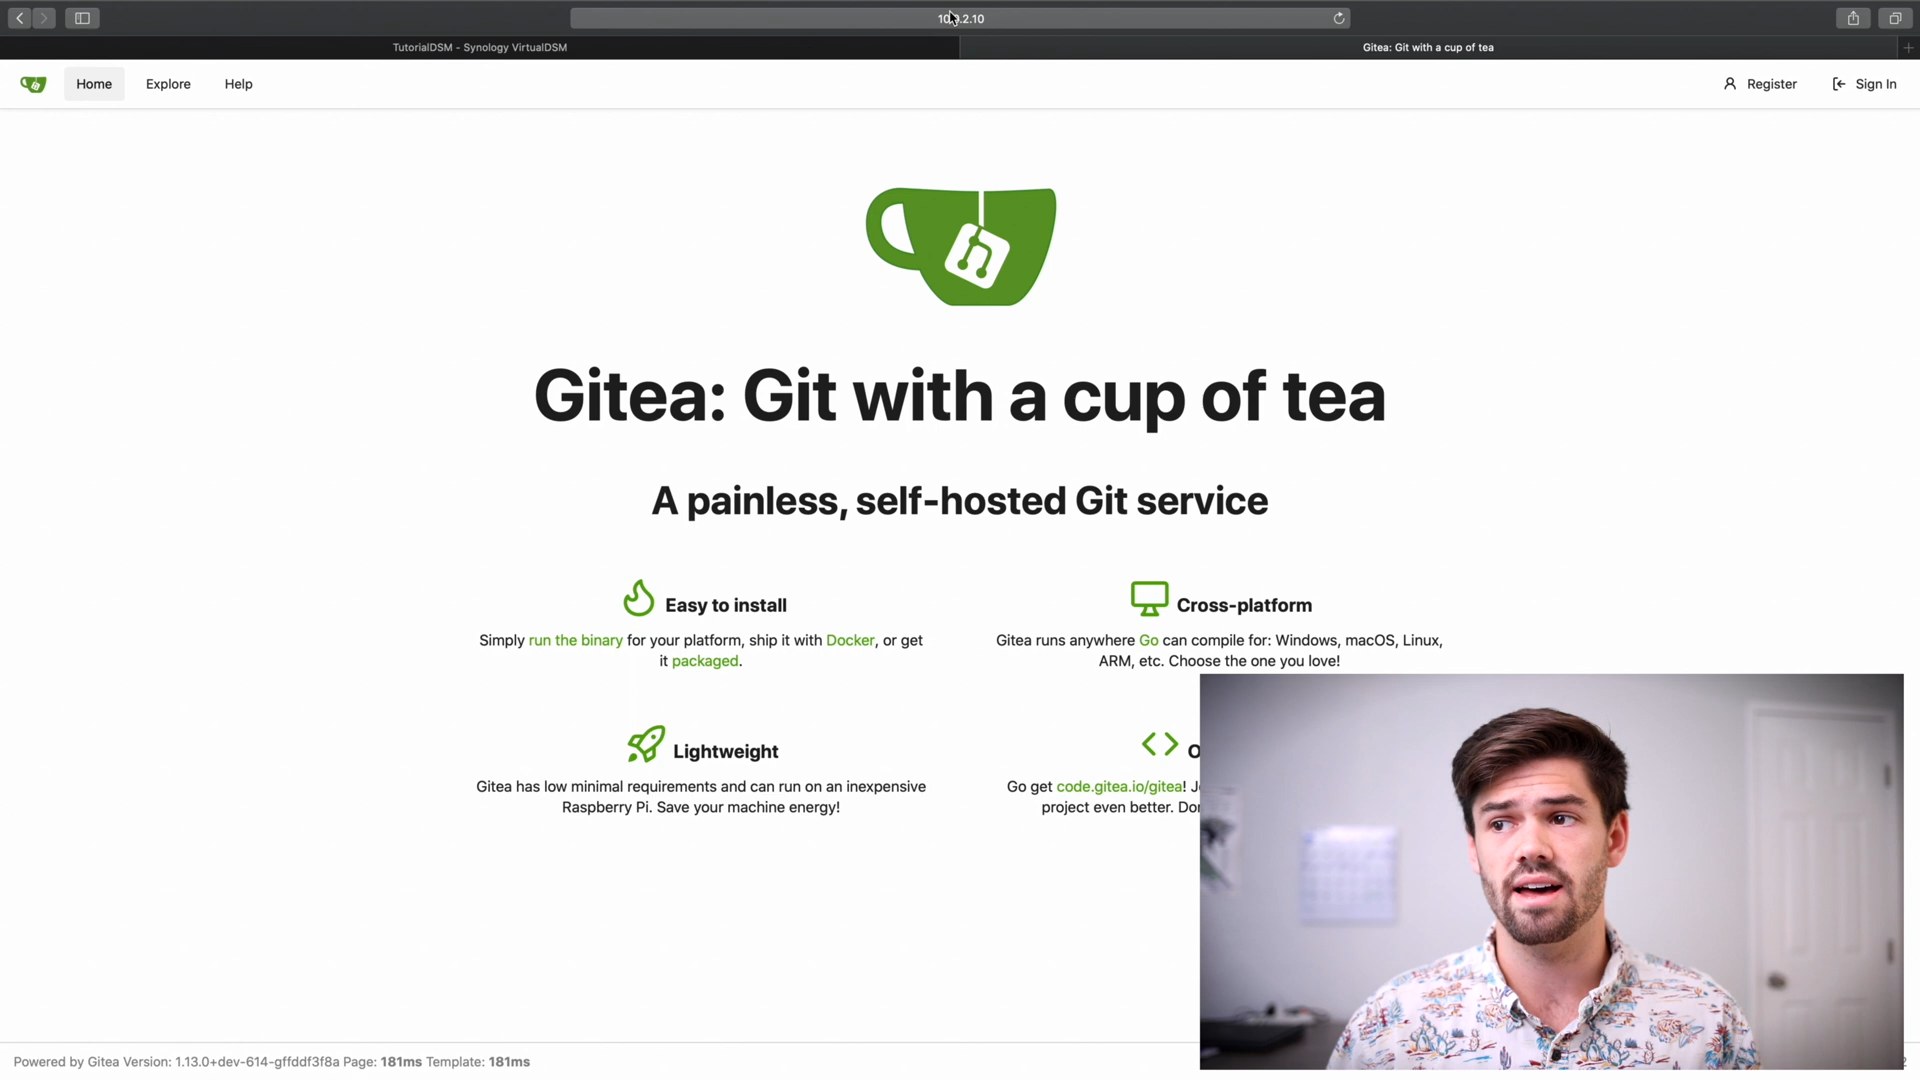 TutorialDSM - Synology VirtualDSM
Gitea: Git with a cup of tea
Home
Explore
Help
Register
Sign In
Gitea: Git with a cup of tea
A painless, self-hosted Git service
Easy to install
Simply run the binary for your platform, ship it with Docker, or get
it packaged.
Cross-platform
Gitea runs anywhere Go can compile for: Windows, macOS, Linux,
ARM, etc. Choose the one you love!
Lightweight
Gitea has low minimal requirements and can run on an inexpensive
Raspberry Pi. Save your machine energy!
Go get code.gitea.io/gitea!
project even better.
Powered by Gitea Version: 1.13.0+dev-614-gffddf3f8a Page: 181ms Template: 181ms